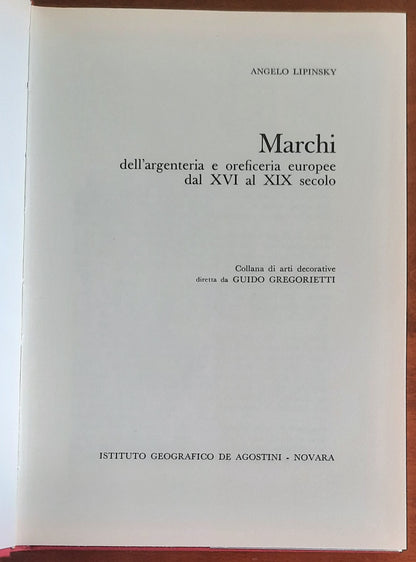 ANGELO LIPINSKY
Marchi
dell'argenteria e oreficeria europee
dal XVI al XIX secolo
Collana di arti decorative
diretta da GUIDO GREGORIETTI
ISTITUTO GEOGRAFICO DE AGOSTINI - NOVARA